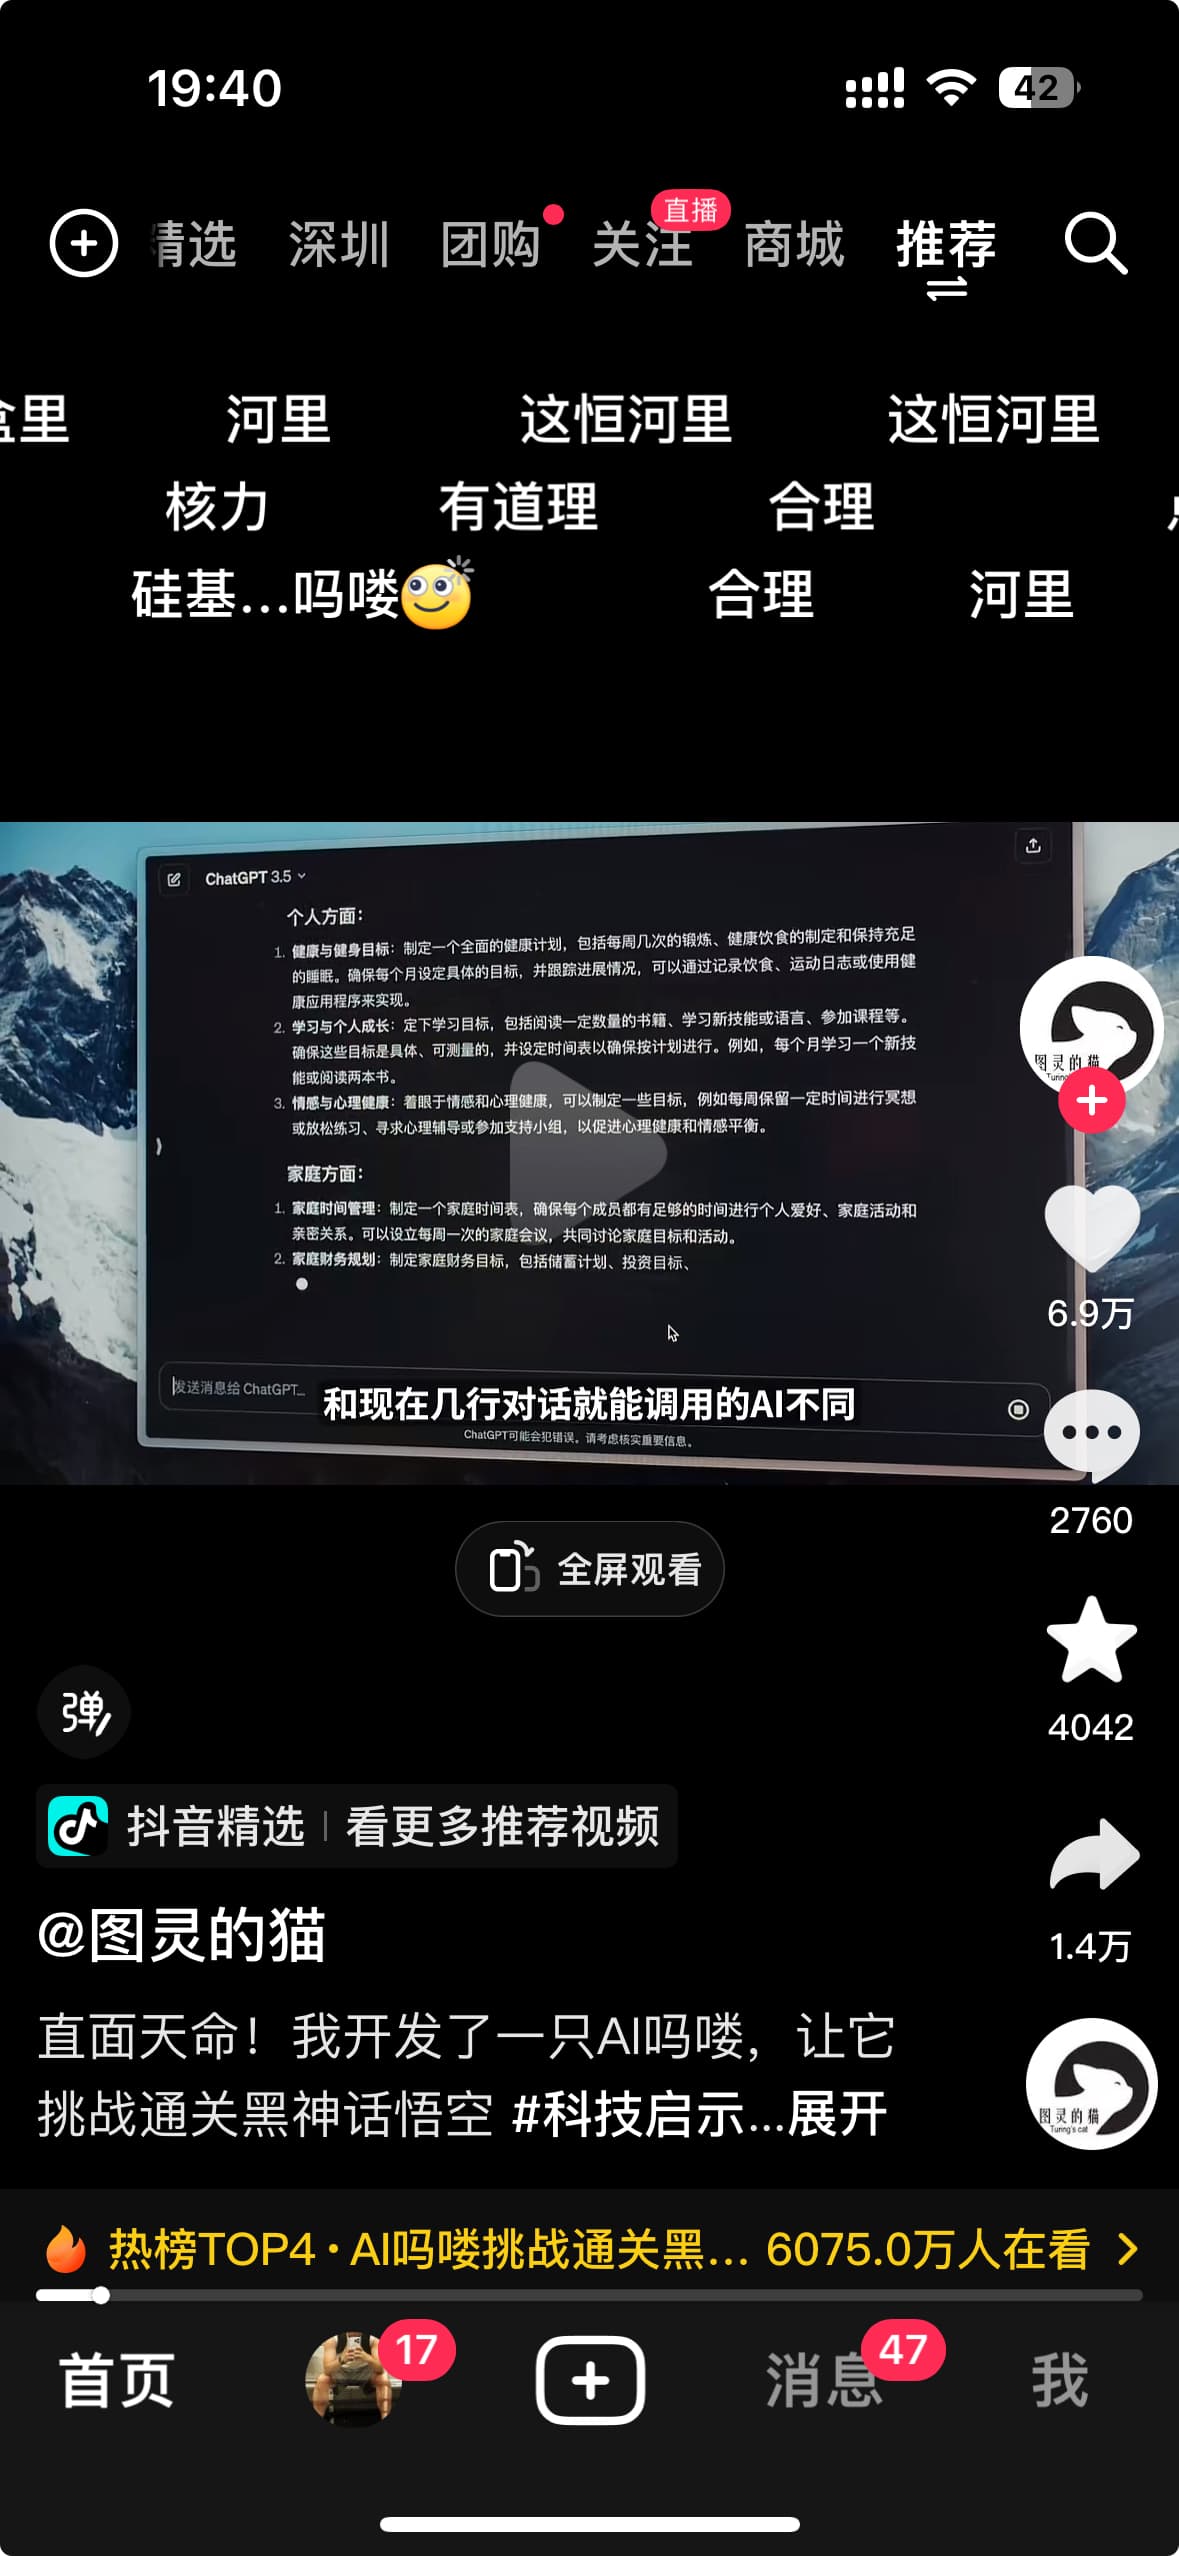 19:40
42
精选
深圳
团购
关注
直播
商城
推荐
盒里
河里
这恒河里
这恒河里
核力
有道理
合理
硅基...吗喽
合理
河里
ChatGPT 3.5
个人方面：
1. 健康与健身目标：制定一个全面的健康计划，包括每周几次的锻炼、健康饮食的制定和保持充足
的睡眠。确保每个月设定具体的目标，并跟踪进展情况，可以通过记录饮食、运动日志或使用健
康应用程序来实现。
2. 学习与个人成长：定下学习目标，包括阅读一定数量的书籍、学习新技能或语言、参加课程等。
确保这些目标是具体、可测量的，并设定时间表以确保按计划进行。例如，每个月学习一个新技
能或阅读两本书。
3. 情感与心理健康：着眼于情感和心理健康，可以制定一些目标，例如每周保留一定时间进行冥想
或放松练习、寻求心理辅导或参加支持小组，以促进心理健康和情感平衡。
家庭方面：
1. 家庭时间管理：制定一个家庭时间表，确保每个成员都有足够的时间进行个人爱好、家庭活动和
亲密关系。可以设立每周一次的家庭会议，共同讨论家庭目标和活动。
2. 家庭财务规划：制定家庭财务目标，包括储蓄计划、投资目标、
发送消息给 ChatGPT...
和现在几行对话就能调用的AI不同
ChatGPT可能会犯错误。请考虑核实重要信息。
图灵的猫
6.9万
2760
全屏观看
4042
弹
抖音精选 | 看更多推荐视频
1.4万
@图灵的猫
直面天命！我开发了一只AI吗喽，让它
挑战通关黑神话悟空 #科技启示...展开
图灵的猫
Turing's cat
热榜TOP4·AI吗喽挑战通关黑... 6075.0万人在看
首页
17
消息
47
我